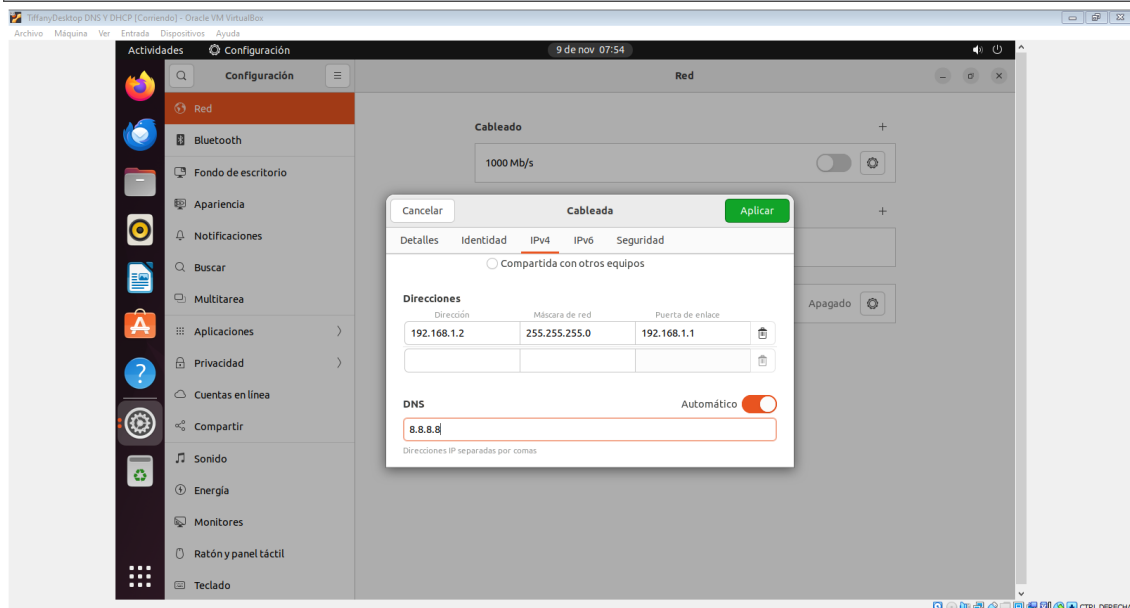 TiffanyDesktop DNS Y DHCP [Corriendo] - Oracle VM VirtualBox
Archivo Máquina Ver Entrada Dispositivos Ayuda
Actividades Configuración 9 de nov 07:54
Configuración Red
Red
Bluetooth
Fondo de escritorio
Apariencia
Notificaciones
Buscar
Multitarea
Aplicaciones
Privacidad
Cuentas en línea
Compartir
Sonido
Energía
Monitores
Ratón y panel táctil
Teclado
Cableado
1000 Mb/s
Apagado
Cancelar Cableada Aplicar
Detalles Identidad IPv4 IPv6 Seguridad
Compartida con otros equipos
Direcciones
Dirección Máscara de red Puerta de enlace
192.168.1.2 255.255.255.0 192.168.1.1
DNS Automático
8.8.8.8
Direcciones IP separadas por comas
CTRL DERECHA